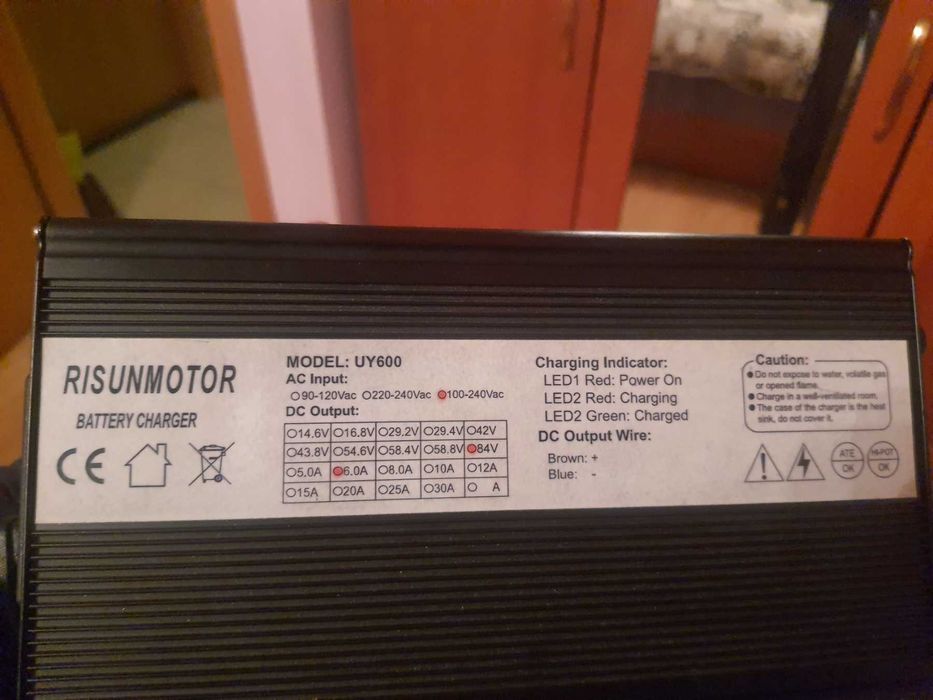 RISUNMOTOR
BATTERY CHARGER
CE
MODEL: UY600
AC Input:
90-120Vac 220-240Vac 100-240Vac
DC Output:
14.6V 16.8V 29.2V 29.4V 42V
43.8V 54.6V 58.4V 58.8V 84V
5.0A 6.0A 8.0A 10A 12A
15A 20A 25A 30A A
Charging Indicator:
LED1 Red: Power On
LED2 Red: Charging
LED2 Green: Charged
DC Output Wire:
Brown: +
Blue: -
Caution:
Do not expose to water, volatile gas
or opened flame.
Charge in a well-ventilated room.
The case of the charger is the heat
sink, do not cover it.
ATE
OK
HI-POT
OK